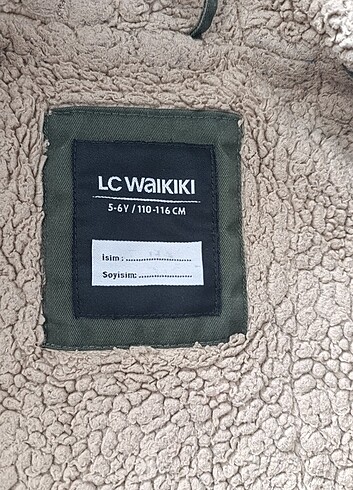 LC WAIKIKI
5-6Y / 110-116 CM
İsim : ..........................
Soyisim: .....................